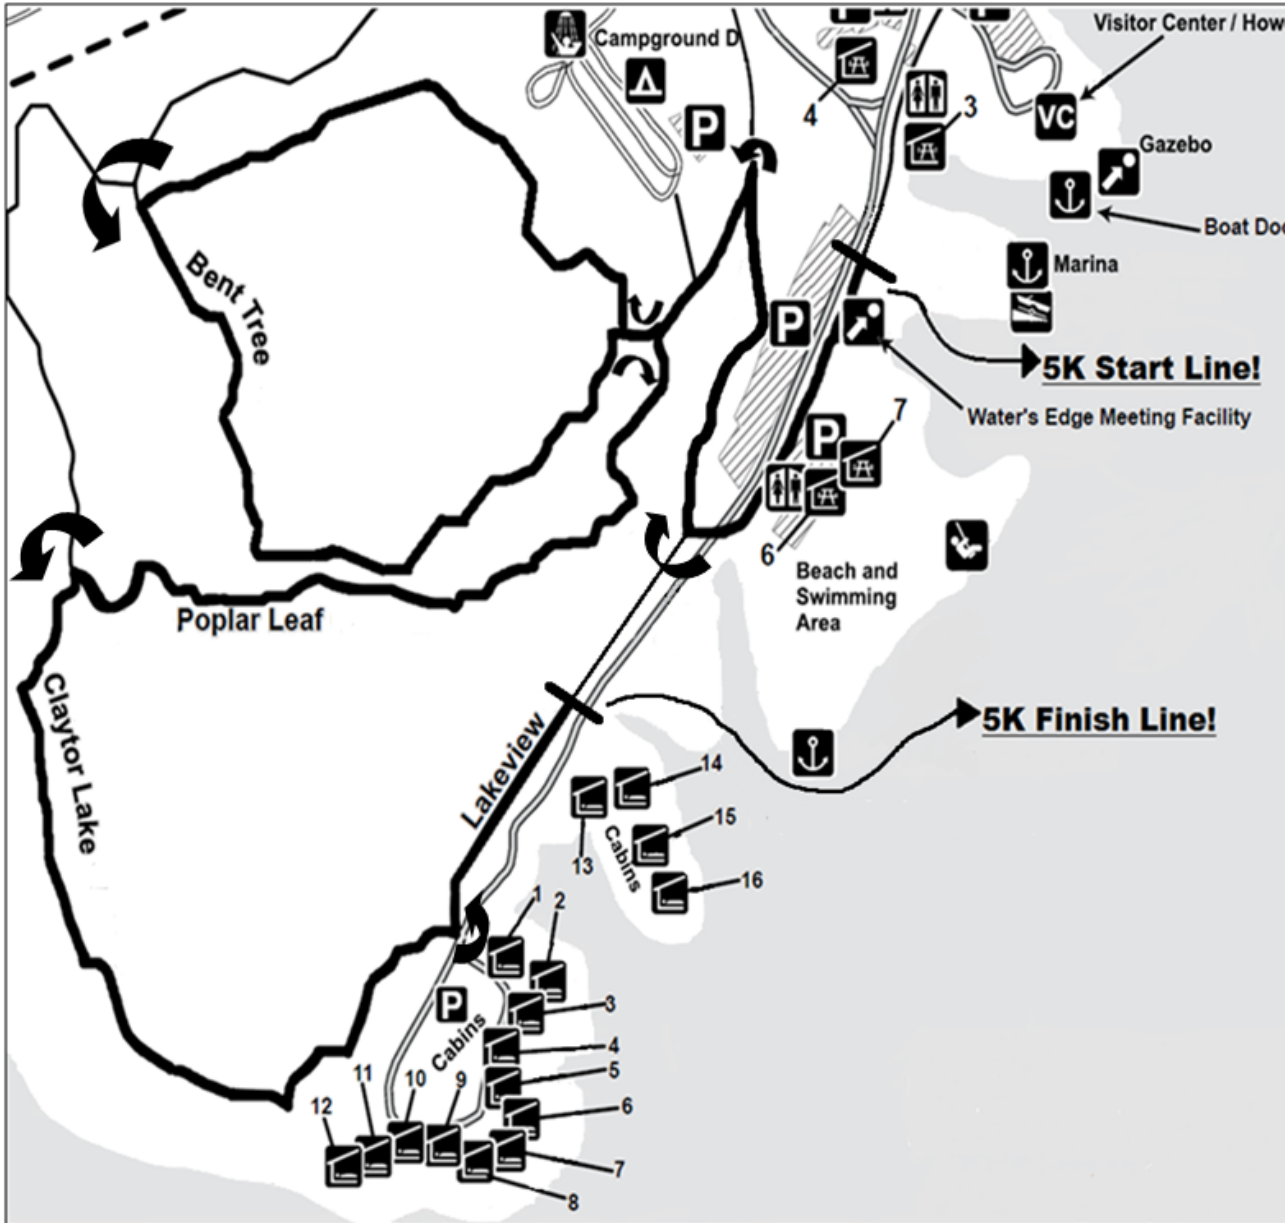 Visitor Center / How
Campground D
4
3
VC
Gazebo
P
Boat Doc
Marina
Bent Tree
P
5K Start Line!
Water's Edge Meeting Facility
7
P
6
Beach and
Swimming
Area
Poplar Leaf
Claytor Lake
Lakeview
5K Finish Line!
14
13
Cabins
15
16
1
2
P
Cabins
3
4
5
6
7
8
9
10
11
12